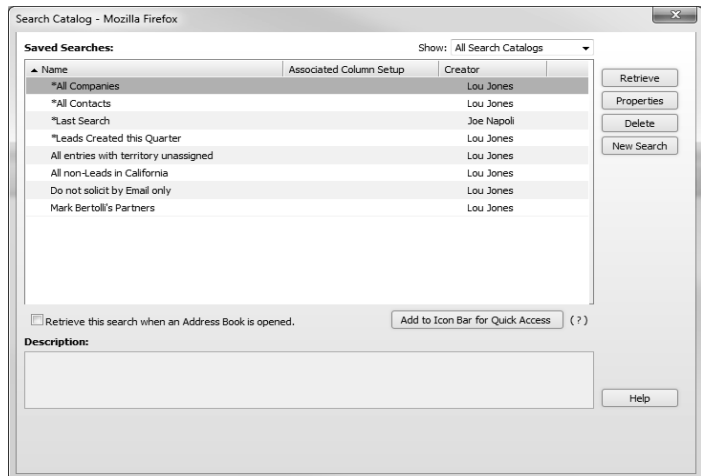 Search Catalog - Mozilla Firefox
Saved Searches: Show: All Search Catalogs
Name Associated Column Setup Creator
*All Companies Lou Jones
*All Contacts Lou Jones
*Last Search Joe Napoli
*Leads Created this Quarter Lou Jones
All entries with territory unassigned Lou Jones
All non-Leads in California Lou Jones
Do not solicit by Email only Lou Jones
Mark Bertolli's Partners Lou Jones
Retrieve
Properties
Delete
New Search
Retrieve this search when an Address Book is opened. Add to Icon Bar for Quick Access (?)
Description:
Help